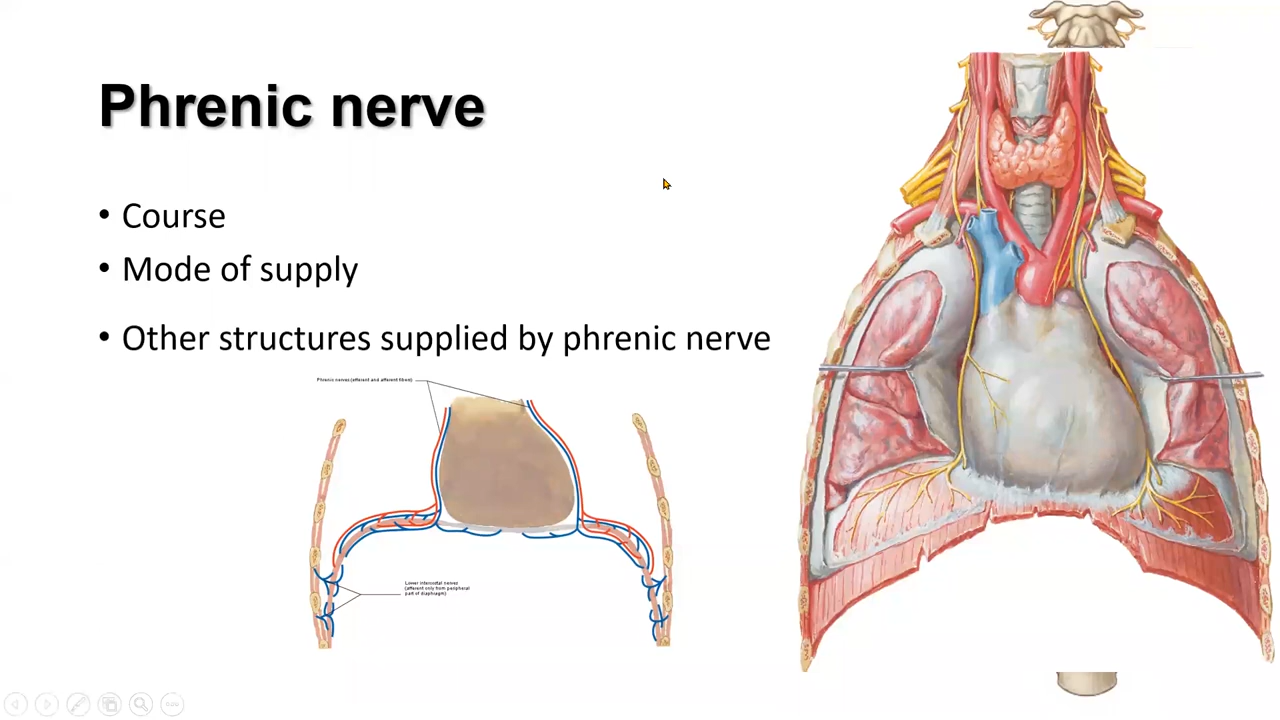 Phrenic nerve
• Course
• Mode of supply
• Other structures supplied by phrenic nerve
Phrenic nerves (efferent and afferent fibers)
Lower intercostal nerves
(afferent only from peripheral
part of diaphragm)